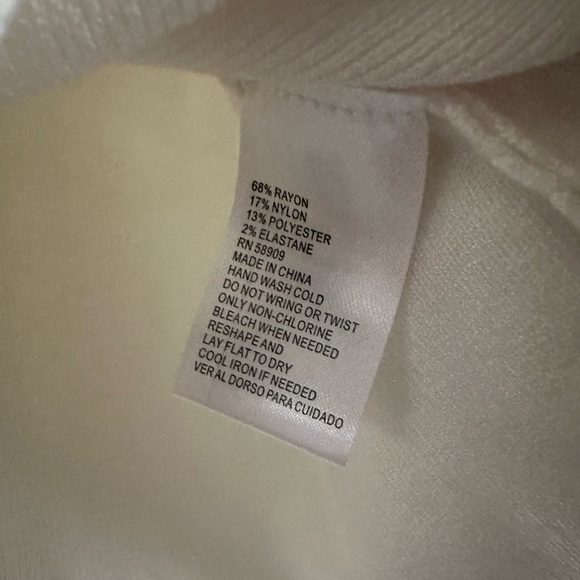 68% RAYON
17% NYLON
13% POLYESTER
2% ELASTANE
RN 58909
MADE IN CHINA
HAND WASH COLD
DO NOT WRING OR TWIST
ONLY NON-CHLORINE
BLEACH WHEN NEEDED
RESHAPE AND
LAY FLAT TO DRY
COOL IRON IF NEEDED
VER AL DORSO PARA CUIDADO